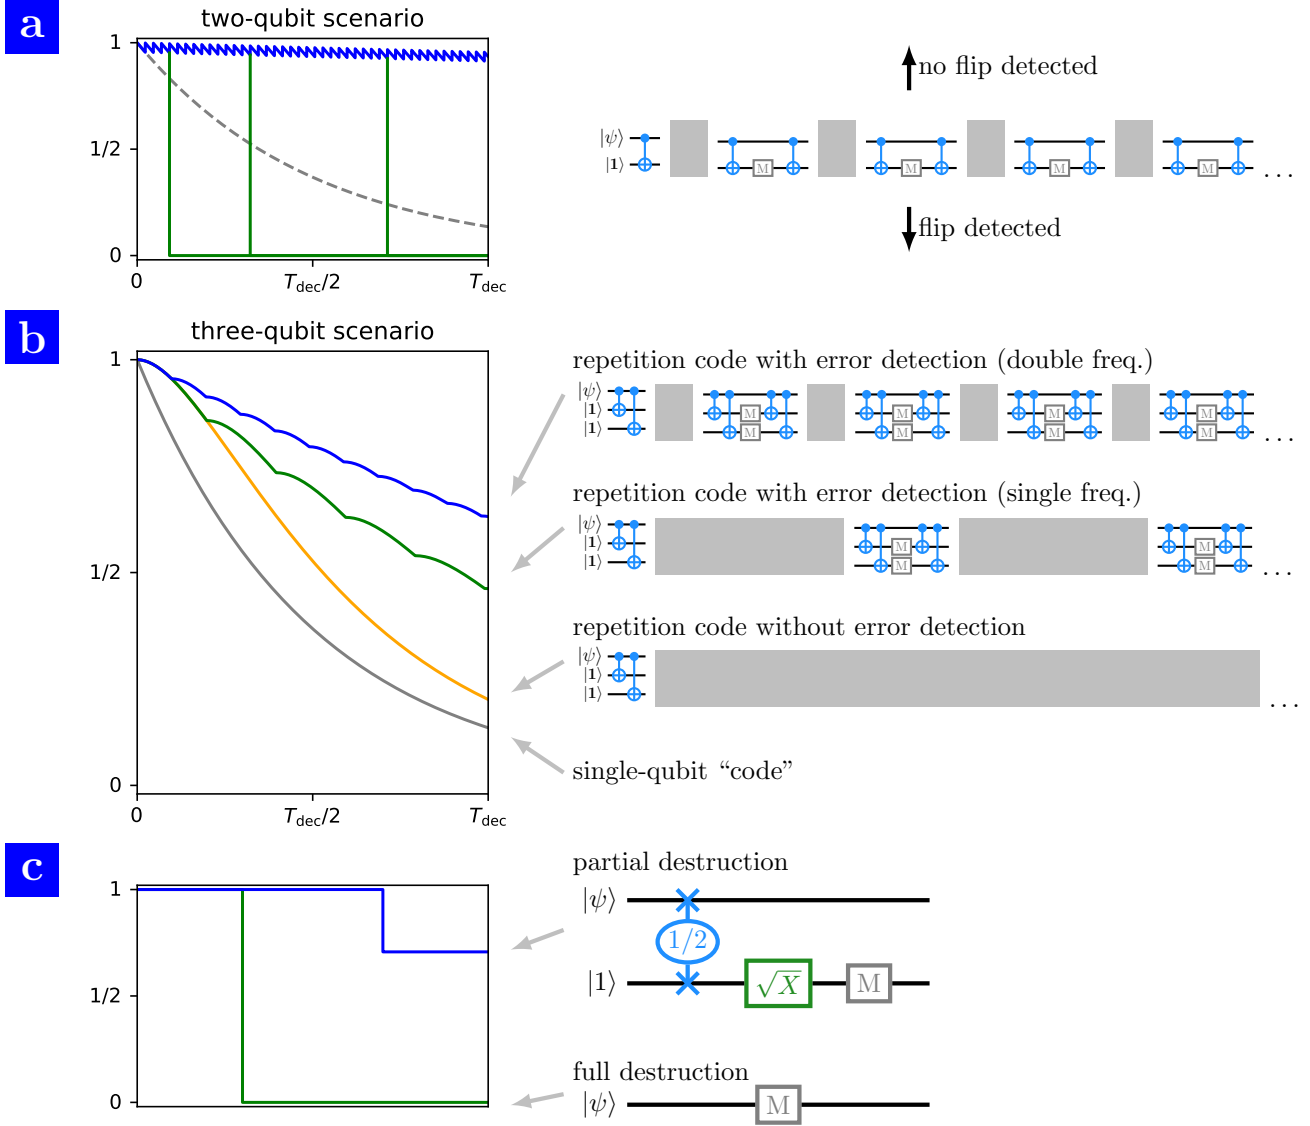 a
two-qubit scenario
1
1/2
0
0
T_dec/2
T_dec
no flip detected
|ψ⟩
|1⟩
M
M
M
M
...
flip detected
b
three-qubit scenario
1
1/2
0
0
T_dec/2
T_dec
repetition code with error detection (double freq.)
|ψ⟩
|1⟩
|1⟩
M
M
M
M
M
M
M
M
...
repetition code with error detection (single freq.)
|ψ⟩
|1⟩
|1⟩
M
M
M
M
...
repetition code without error detection
|ψ⟩
|1⟩
|1⟩
...
single-qubit “code”
c
1
1/2
0
partial destruction
|ψ⟩
1/2
|1⟩
√X
M
full destruction
|ψ⟩
M